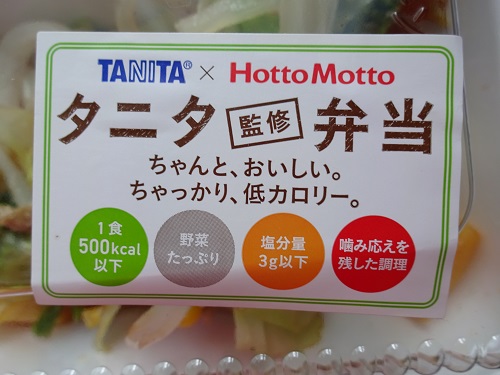 TANITA® × HottoMotto
タニタ監修弁当
ちゃんと、おいしい。
ちゃっかり、低カロリー。
1食
500kcal
以下
野菜
たっぷり
塩分量
3g以下
噛み応えを
残した調理